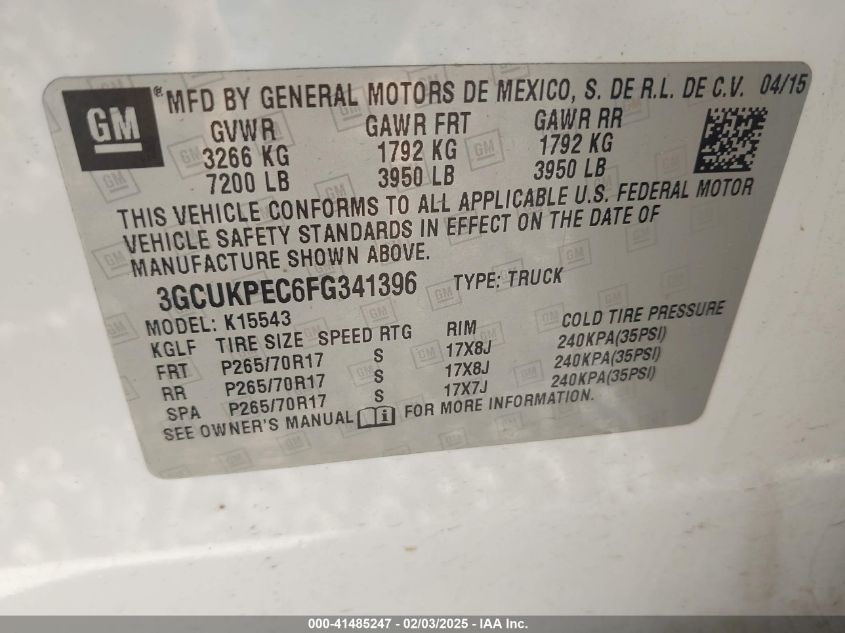 GM ® MFD BY GENERAL MOTORS DE MEXICO, S. DE R.L. DE C.V. 04/15
GVWR GAWR FRT GAWR RR
3266 KG 1792 KG 1792 KG
7200 LB 3950 LB 3950 LB
THIS VEHICLE CONFORMS TO ALL APPLICABLE U.S. FEDERAL MOTOR
VEHICLE SAFETY STANDARDS IN EFFECT ON THE DATE OF
MANUFACTURE SHOWN ABOVE.
3GCUKPEC6FG341396 TYPE: TRUCK
MODEL: K15543
KGLF TIRE SIZE SPEED RTG RIM COLD TIRE PRESSURE
FRT P265/70R17 S 17X8J 240KPA(35PSI)
RR P265/70R17 S 17X8J 240KPA(35PSI)
SPA P265/70R17 S 17X7J 240KPA(35PSI)
SEE OWNER'S MANUAL i FOR MORE INFORMATION.
000-41485247 - 02/03/2025 - IAA Inc.